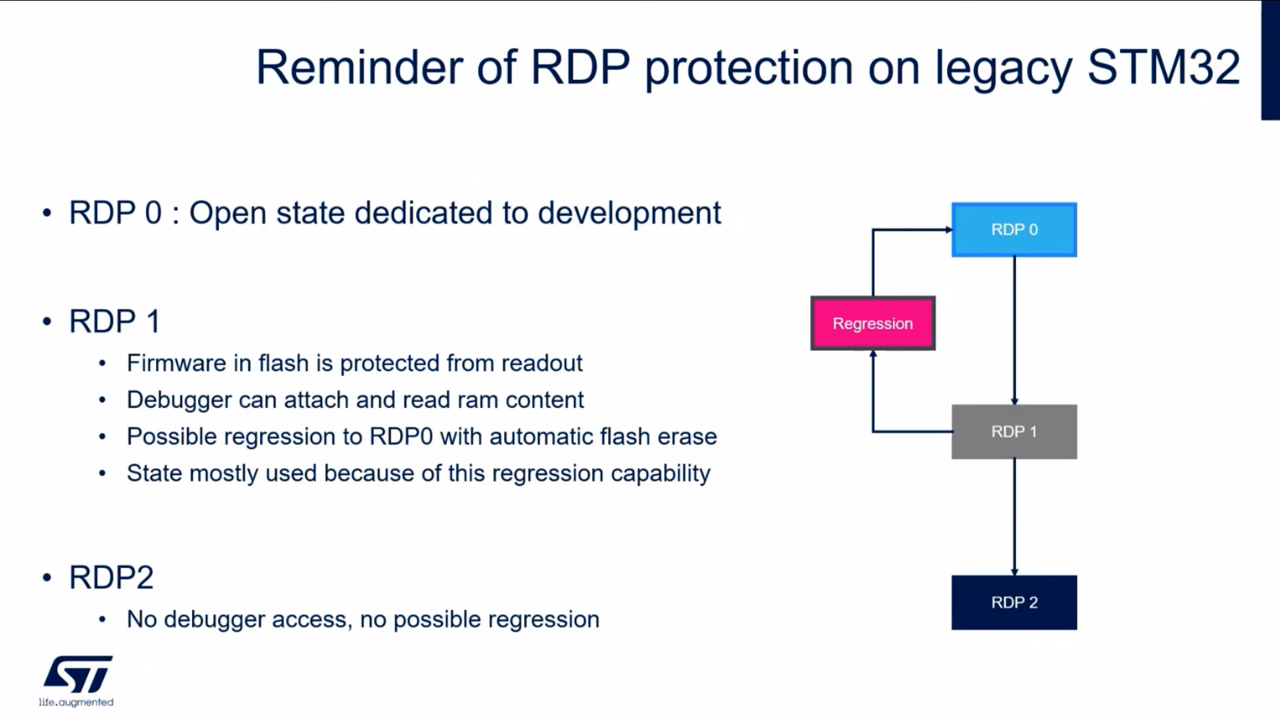 Reminder of RDP protection on legacy STM32
• RDP 0 : Open state dedicated to development
• RDP 1
• Firmware in flash is protected from readout
• Debugger can attach and read ram content
• Possible regression to RDP0 with automatic flash erase
• State mostly used because of this regression capability
• RDP2
• No debugger access, no possible regression
RDP 0
Regression
RDP 1
RDP 2
ST
life.augmented